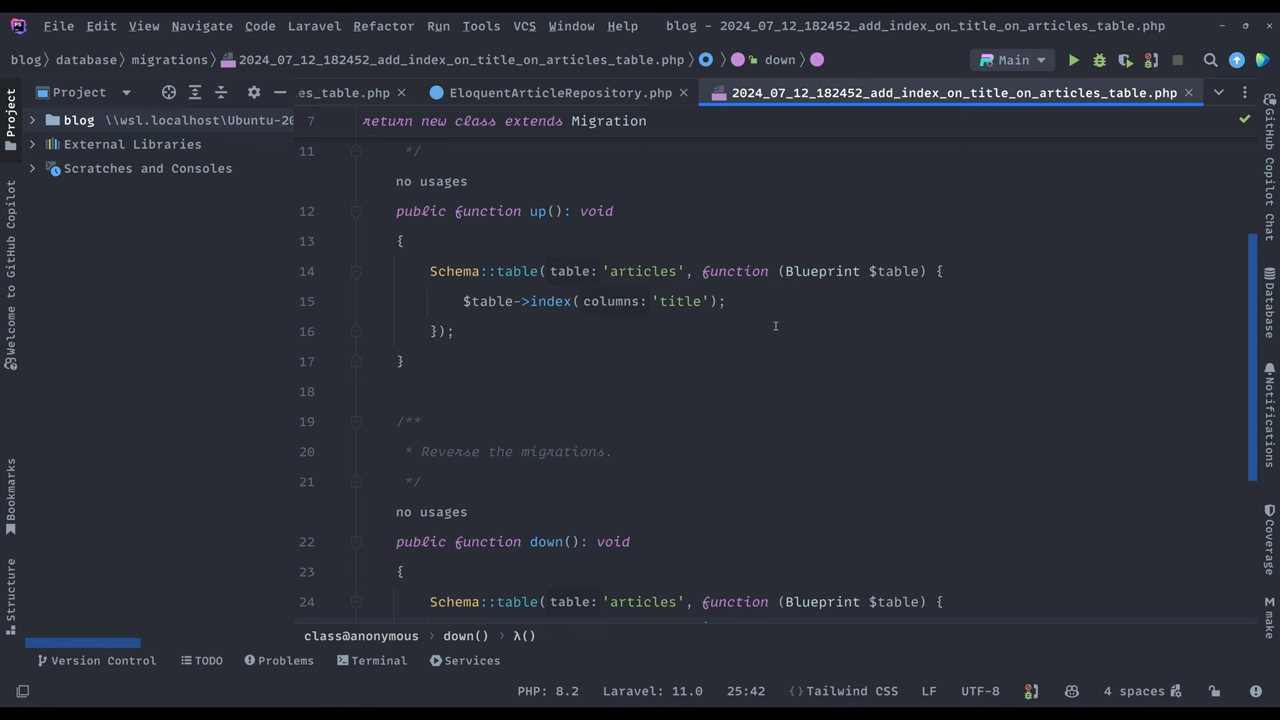 File Edit View Navigate Code Laravel Refactor Run Tools VCS Window Help blog - 2024_07_12_182452_add_index_on_title_on_articles_table.php
blog database migrations 2024_07_12_182452_add_index_on_title_on_articles_table.php down Main
Project es_table.php EloquentArticleRepository.php 2024_07_12_182452_add_index_on_title_on_articles_table.php
Project
blog \\wsl.localhost\Ubuntu-20
External Libraries
Scratches and Consoles
Welcome to GitHub Copilot
Bookmarks
Structure
7 return new class extends Migration
11 */
no usages
12 public function up(): void
13 {
14 Schema::table( table: 'articles', function (Blueprint $table) {
15 $table->index( columns: 'title');
16 });
17 }
18
19 /**
20 * Reverse the migrations.
21 */
no usages
22 public function down(): void
23 {
24 Schema::table( table: 'articles', function (Blueprint $table) {
GitHub Copilot Chat
Database
Notifications
Coverage
M make
class@anonymous down() λ()
Version Control TODO Problems Terminal Services
PHP: 8.2 Laravel: 11.0 25:42 Tailwind CSS LF UTF-8 4 spaces